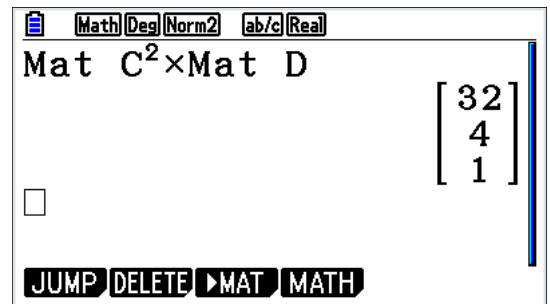 Math Deg Norm2 ab/c Real
Mat C²×Mat D
32
4
1
JUMP DELETE ▶MAT MATH